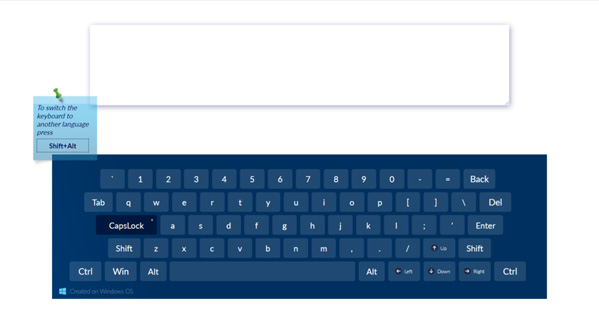 To switch the
keyboard to
another language
press
Shift+Alt
` 1 2 3 4 5 6 7 8 9 0 - = Back
Tab q w e r t y u i o p [ ] \ Del
CapsLock a s d f g h j k l ; ' Enter
Shift z x c v b n m , . / Up Shift
Ctrl Win Alt Alt Left Down Right Ctrl
Created on Windows OS